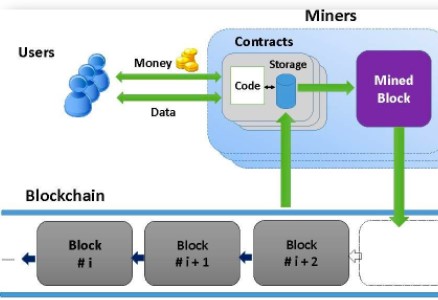 Miners
Contracts
Users
Money
Storage
Code
Mined
Block
Data
Blockchain
Block
# i
Block
# i + 1
Block
# i + 2